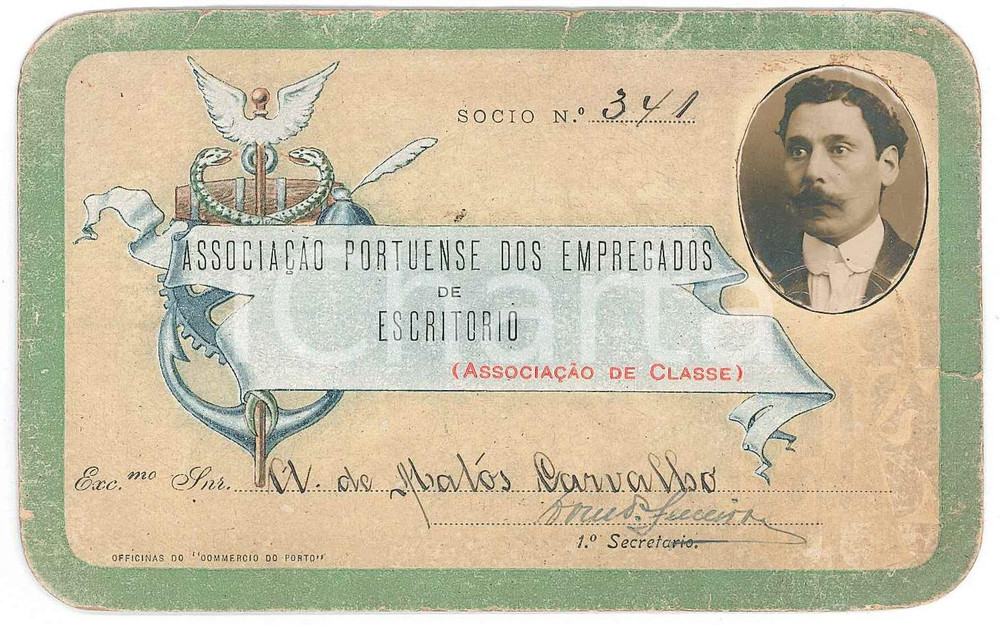 SOCIO N.º 341
ASSOCIAÇÃO PORTUENSE DOS EMPREGADOS
DE
ESCRITORIO
(ASSOCIAÇÃO DE CLASSE)
Exc.mo Snr. A. de Matós Carvalho
1.º Secretario.
OFFICINAS DO "COMMERCIO DO PORTO"